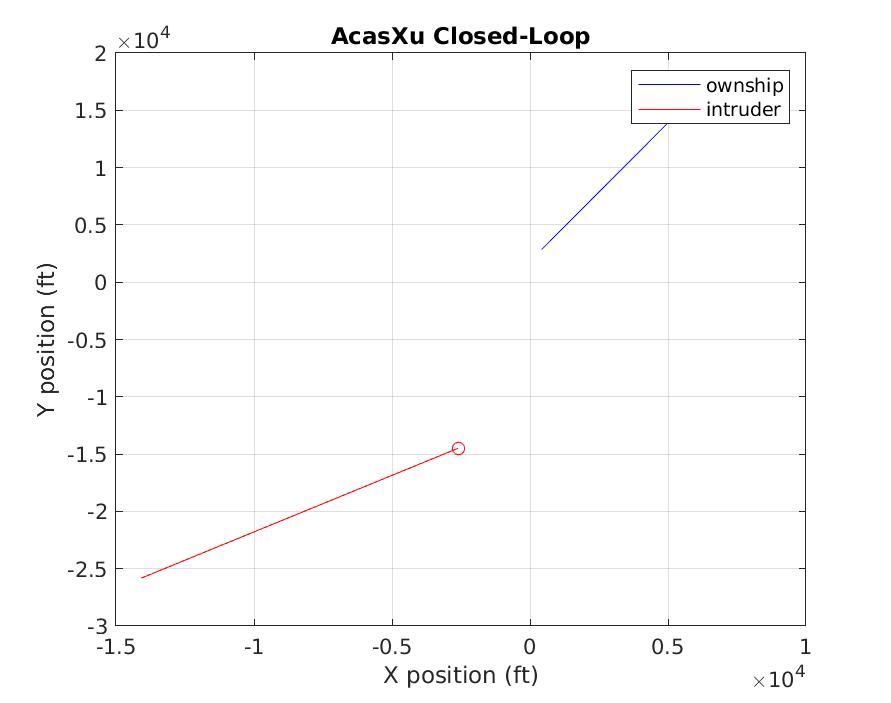 AcasXu Closed-Loop
×10⁴
2
1.5
1
0.5
0
-0.5
-1
-1.5
-2
-2.5
-3
Y position (ft)
ownship
intruder
-1.5 -1 -0.5 0 0.5 1
X position (ft)
×10⁴